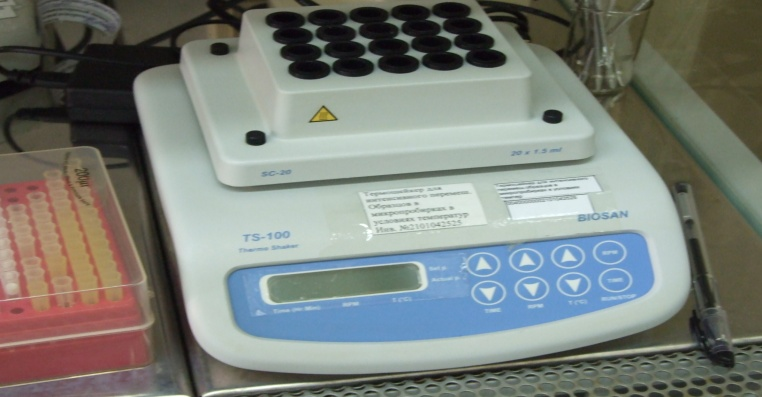 SC-20
20 x 1.5 ml
Термошейкер для
интенсивного перемеш.
Образцов в
микропробирках в
условиях температур
Инв. №2101042525
TS-100
Thermo Shaker
BIOSAN
Set p.
Actual p.
Time (hr:Min)
RPM
T (°C)
TIME
RPM
T (°C)
RPM
TIME
RUN/STOP